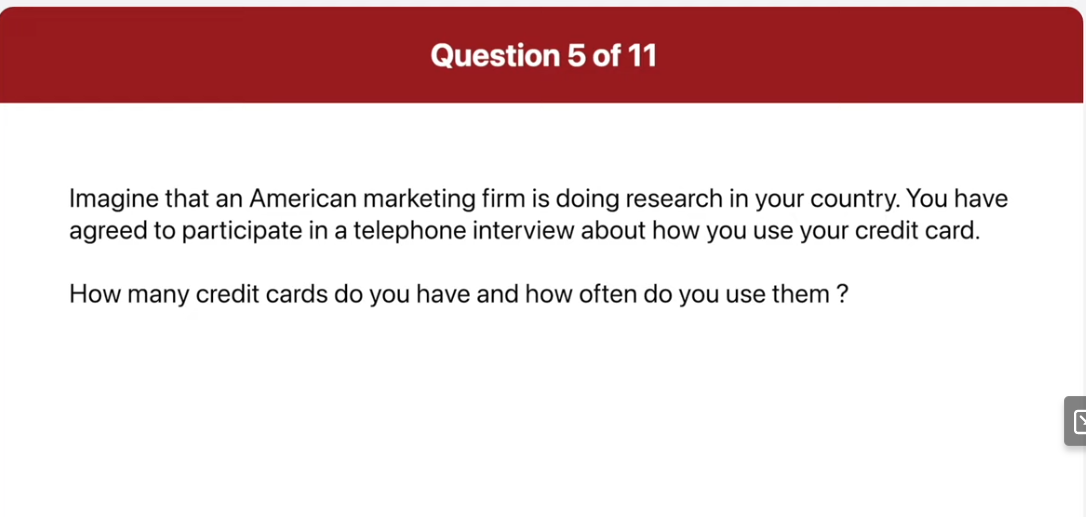 Question 5 of 11
Imagine that an American marketing firm is doing research in your country. You have
agreed to participate in a telephone interview about how you use your credit card.
How many credit cards do you have and how often do you use them ?